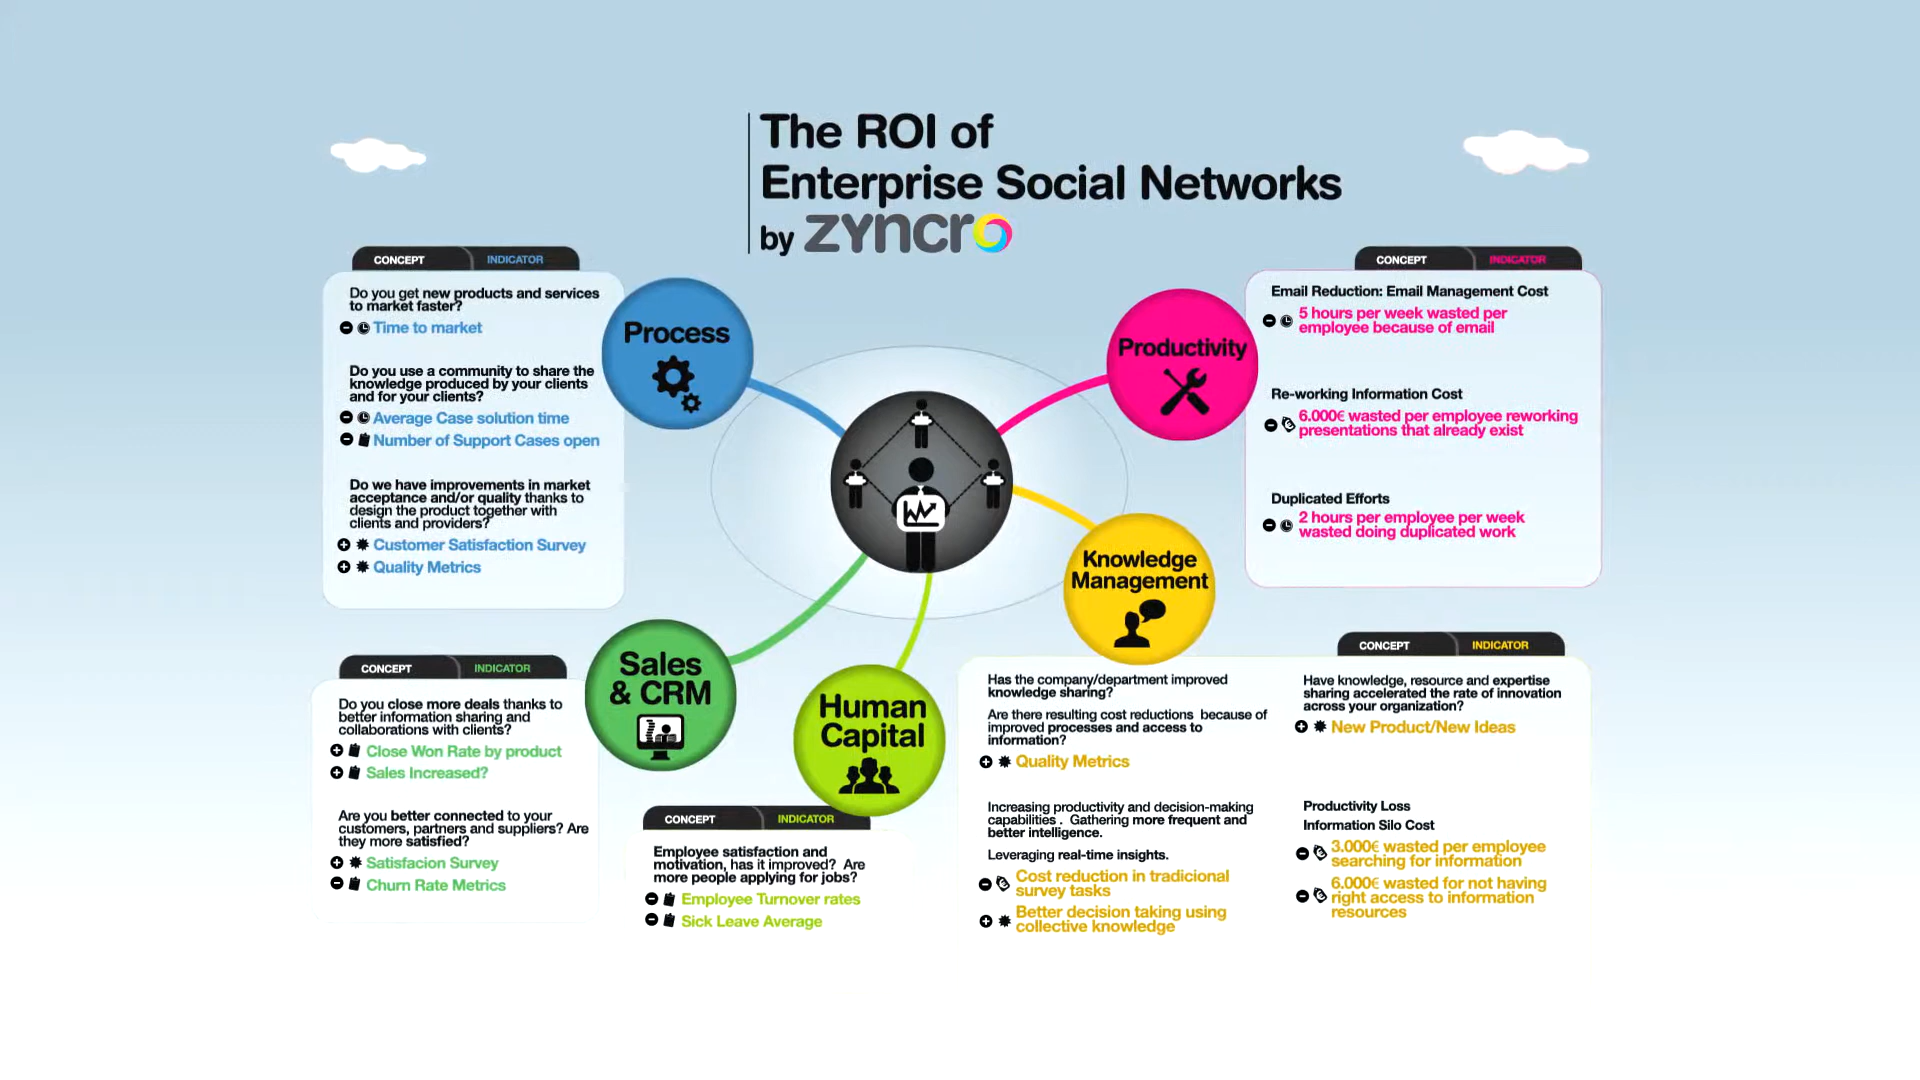 The ROI of
Enterprise Social Networks
by zyncro
CONCEPT INDICATOR
Do you get new products and services
to market faster?
Time to market
Do you use a community to share the
knowledge produced by your clients
and for your clients?
Average Case solution time
Number of Support Cases open
Do we have improvements in market
acceptance and/or quality thanks to
design the product together with
clients and providers?
Customer Satisfaction Survey
Quality Metrics
Process
Productivity
CONCEPT INDICATOR
Email Reduction: Email Management Cost
5 hours per week wasted per
employee because of email
Re-working Information Cost
6.000€ wasted per employee reworking
presentations that already exist
Duplicated Efforts
2 hours per employee per week
wasted doing duplicated work
Knowledge
Management
Sales
& CRM
Human
Capital
CONCEPT INDICATOR
Do you close more deals thanks to
better information sharing and
collaborations with clients?
Close Won Rate by product
Sales Increased?
Are you better connected to your
customers, partners and suppliers? Are
they more satisfied?
Satisfacion Survey
Churn Rate Metrics
CONCEPT INDICATOR
Employee satisfaction and
motivation, has it improved? Are
more people applying for jobs?
Employee Turnover rates
Sick Leave Average
CONCEPT INDICATOR
Has the company/department improved
knowledge sharing?
Are there resulting cost reductions because of
improved processes and access to
information?
Quality Metrics
Increasing productivity and decision-making
capabilities . Gathering more frequent and
better intelligence.
Leveraging real-time insights.
Cost reduction in tradicional
survey tasks
Better decision taking using
collective knowledge
Have knowledge, resource and expertise
sharing accelerated the rate of innovation
across your organization?
New Product/New Ideas
Productivity Loss
Information Silo Cost
3.000€ wasted per employee
searching for information
6.000€ wasted for not having
right access to information
resources